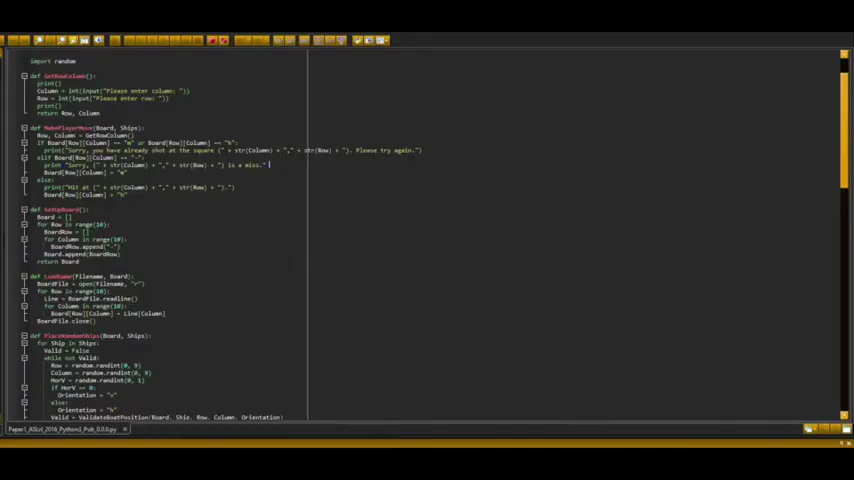 import random
def GetRowColumn():
print()
Column = int(input("Please enter column: "))
Row = int(input("Please enter row: "))
print()
return Row, Column
def MakePlayerMove(Board, Ships):
Row, Column = GetRowColumn()
if Board[Row][Column] == "m" or Board[Row][Column] == "h":
print("Sorry, you have already shot at the square (" + str(Column) + "," + str(Row) + "). Please try again.")
elif Board[Row][Column] == "-":
print "Sorry, (" + str(Column) + "," + str(Row) + ") is a miss."
Board[Row][Column] = "m"
else:
print("Hit at (" + str(Column) + "," + str(Row) + ").")
Board[Row][Column] = "h"
def SetUpBoard():
Board = []
for Row in range(10):
BoardRow = []
for Column in range(10):
BoardRow.append("-")
Board.append(BoardRow)
return Board
def LoadGame(Filename, Board):
BoardFile = open(Filename, "r")
for Row in range(10):
Line = BoardFile.readline()
for Column in range(10):
Board[Row][Column] = Line[Column]
BoardFile.close()
def PlaceRandomShips(Board, Ships):
for Ship in Ships:
Valid = False
while not Valid:
Row = random.randint(0, 9)
Column = random.randint(0, 9)
HorV = random.randint(0, 1)
if HorV == 0:
Orientation = "v"
else:
Orientation = "h"
Valid = ValidateBoatPosition(Board, Ship, Row, Column, Orientation)
Paper1_ASLvl_2016_Python3_Pub_0.0.0.py